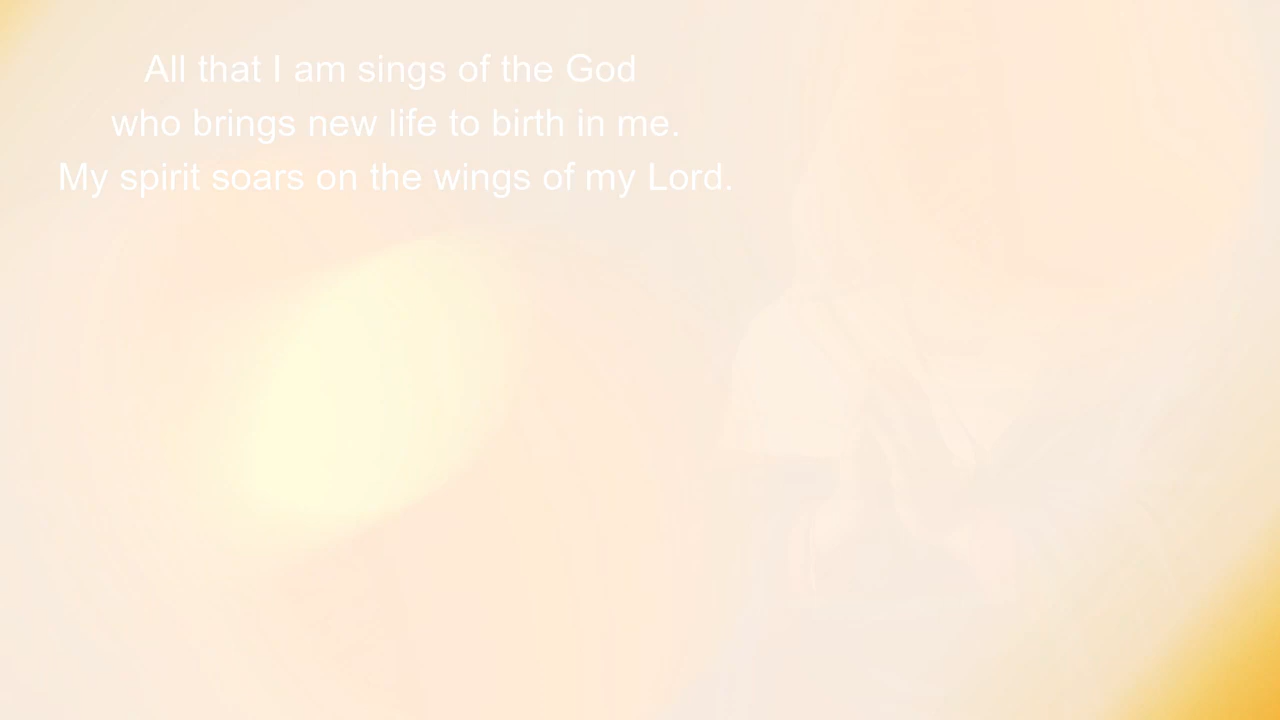 All that I am sings of the God
who brings new life to birth in me.
My spirit soars on the wings of my Lord.